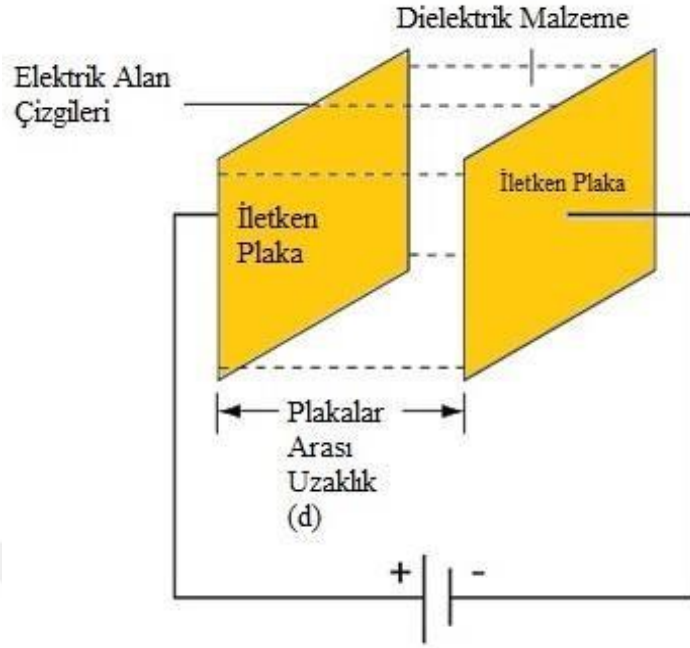 Dielektrik Malzeme
Elektrik Alan
Çizgileri
İletken Plaka
İletken
Plaka
Plakalar
Arası
Uzaklık
(d)
+ -